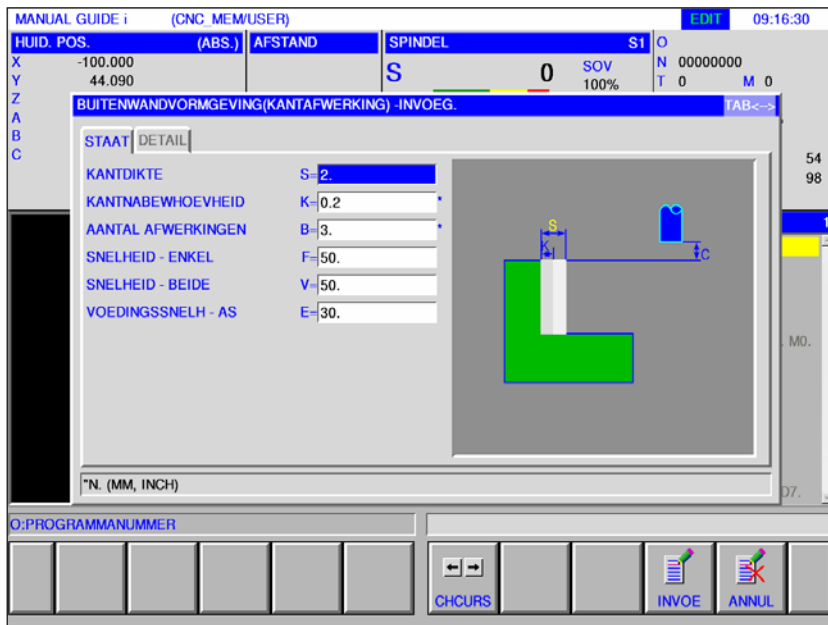 MANUAL GUIDE i (CNC_MEM/USER) EDIT 09:16:30
HUID. POS. (ABS.) AFSTAND SPINDEL S1 O
X -100.000 S 0 SOV N 00000000
Y 44.090 100% T 0 M 0
Z
A
B
C
54
98
BUITENWANDVORMGEVING(KANTAFWERKING) -INVOEG. TAB<-->
STAAT DETAIL
KANTDIKTE S=2.
KANTNABEWHOEVHEID K=0.2 *
AANTAL AFWERKINGEN B=3. *
SNELHEID - ENKEL F=50.
SNELHEID - BEIDE V=50.
VOEDINGSSNELH - AS E=30.
S
K
C
1
M0.
D7.
"N. (MM, INCH)
O:PROGRAMMANUMMER
CHCURS INVOE ANNUL